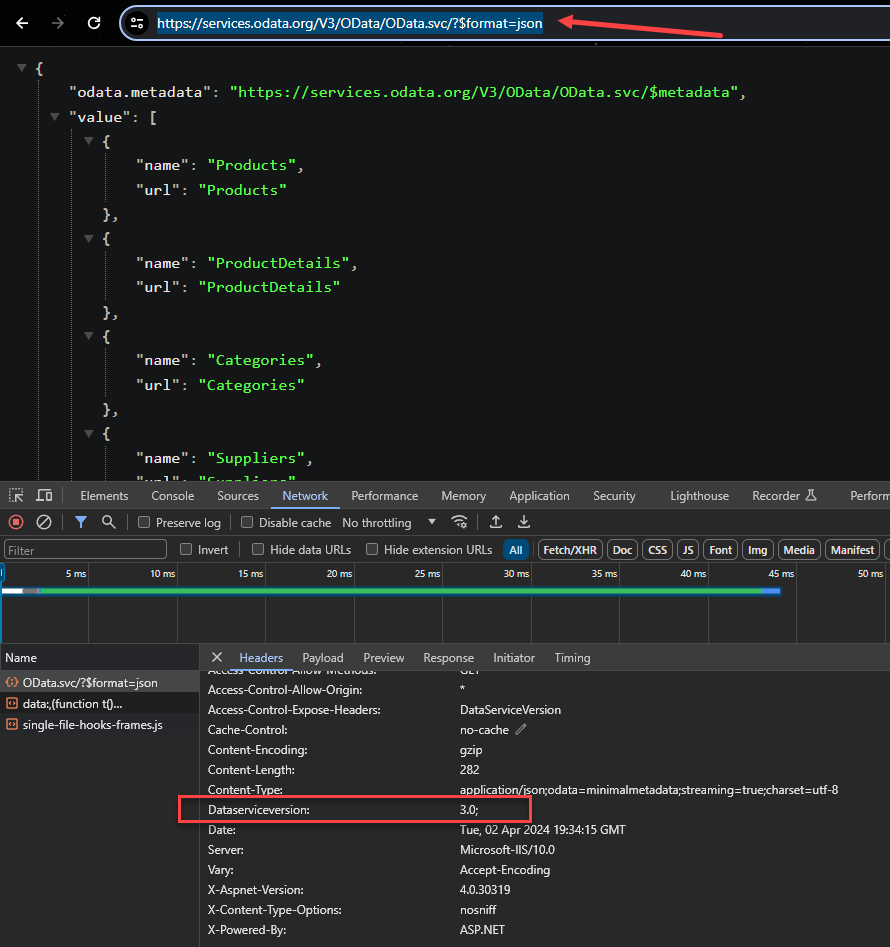 https://services.odata.org/V3/OData/OData.svc/?$format=json
{
"odata.metadata": "https://services.odata.org/V3/OData/OData.svc/$metadata",
"value": [
{
"name": "Products",
"url": "Products"
},
{
"name": "ProductDetails",
"url": "ProductDetails"
},
{
"name": "Categories",
"url": "Categories"
},
{
"name": "Suppliers",
"url": "Suppliers"
Elements Console Sources Network Performance Memory Application Security Lighthouse Recorder Perform
Preserve log Disable cache No throttling
Filter Invert Hide data URLs Hide extension URLs All Fetch/XHR Doc CSS JS Font Img Media Manifest
5 ms 10 ms 15 ms 20 ms 25 ms 30 ms 35 ms 40 ms 45 ms 50 ms
Name Headers Payload Preview Response Initiator Timing
OData.svc/?$format=json
data:,(function t()...
single-file-hooks-frames.js
Access-Control-Allow-Methods: GET
Access-Control-Allow-Origin: *
Access-Control-Expose-Headers: DataServiceVersion
Cache-Control: no-cache
Content-Encoding: gzip
Content-Length: 282
Content-Type: application/json;odata=minimalmetadata;streaming=true;charset=utf-8
Dataserviceversion: 3.0;
Date: Tue, 02 Apr 2024 19:34:15 GMT
Server: Microsoft-IIS/10.0
Vary: Accept-Encoding
X-Aspnet-Version: 4.0.30319
X-Content-Type-Options: nosniff
X-Powered-By: ASP.NET